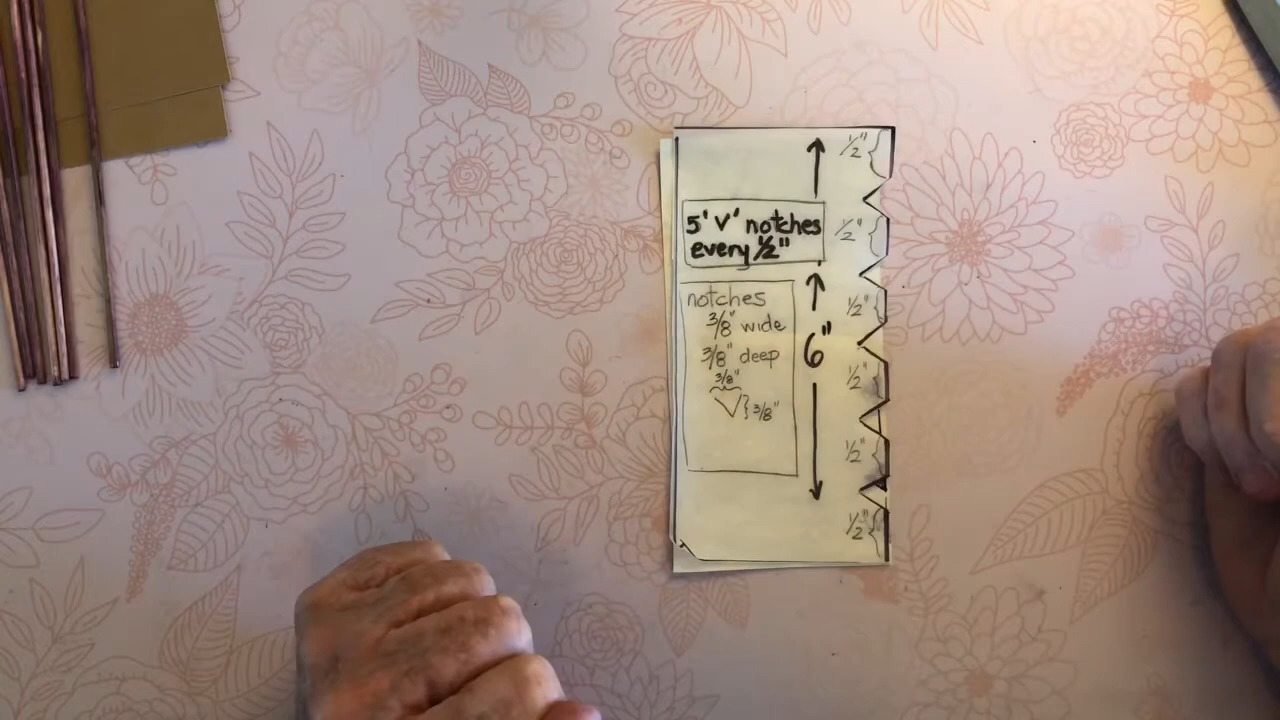 5 'V' notches
every 1/2"
notches
3/8" wide
3/8" deep
3/8"
3/8"
6"
1/2"
1/2"
1/2"
1/2"
1/2"
1/2"